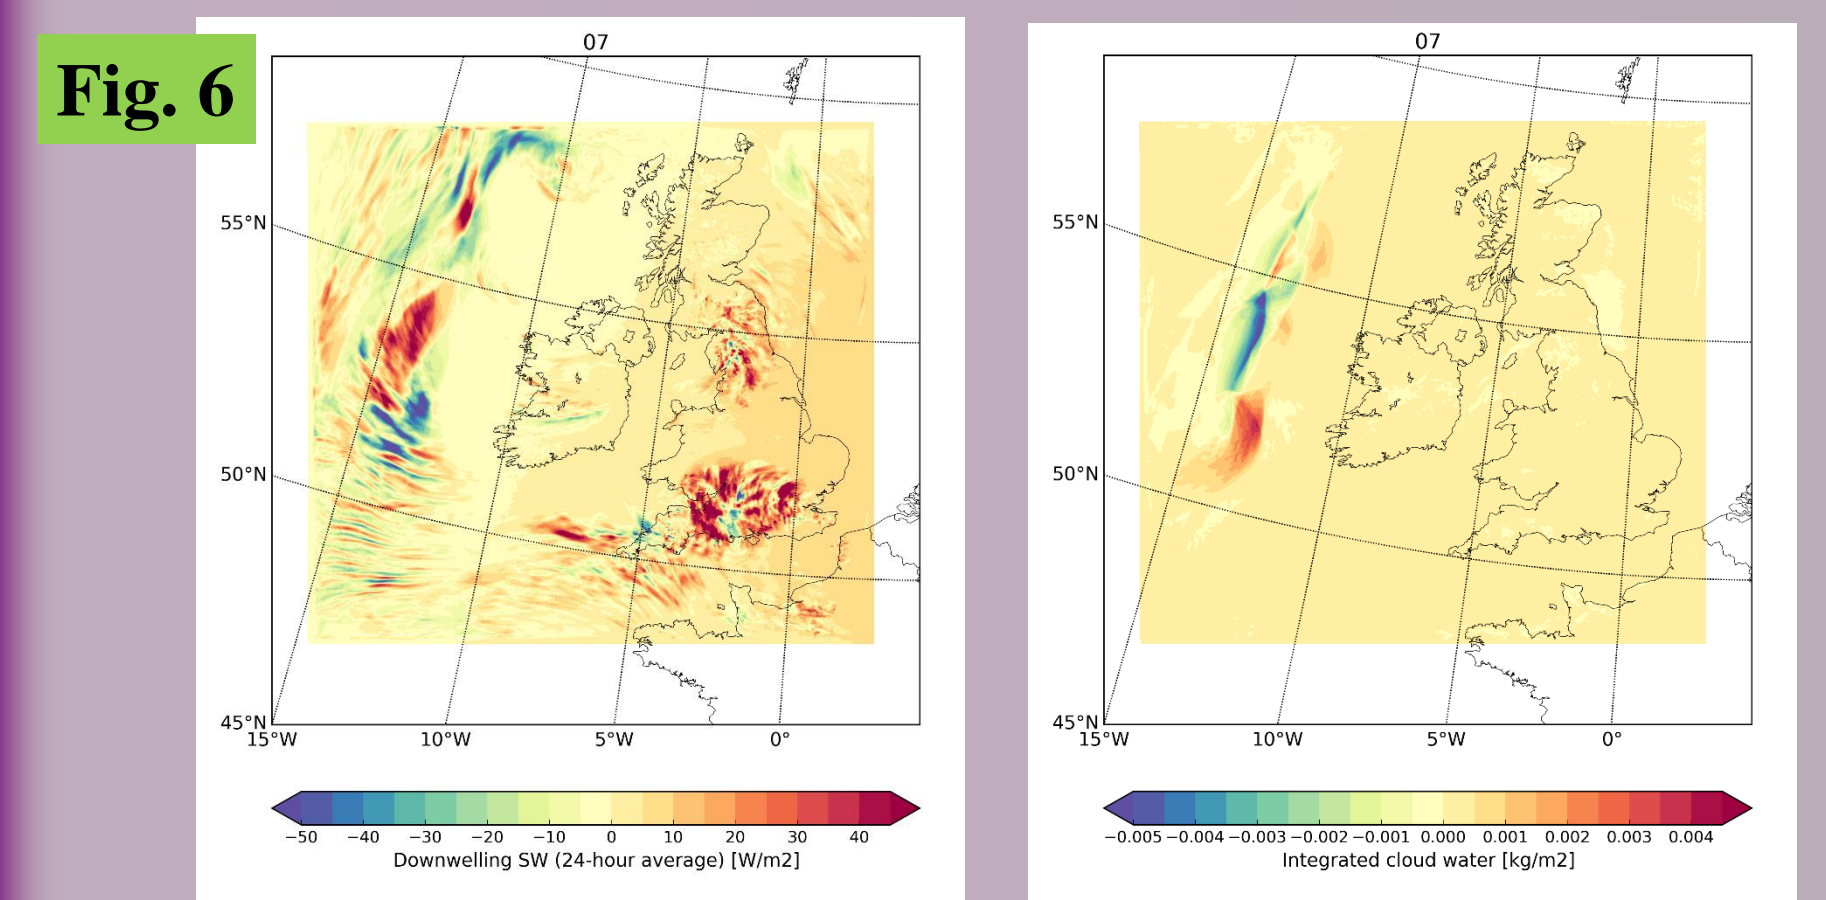 Fig. 6
07
55°N
50°N
45°N
15°W 10°W 5°W 0°
−50 −40 −30 −20 −10 0 10 20 30 40
Downwelling SW (24-hour average) [W/m2]
07
55°N
50°N
45°N
15°W 10°W 5°W 0°
−0.005 −0.004 −0.003 −0.002 −0.001 0.000 0.001 0.002 0.003 0.004
Integrated cloud water [kg/m2]